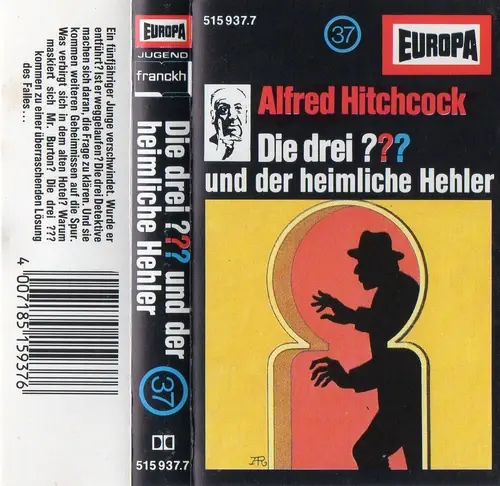 Ein fünfjähriger Junge verschwindet. Wurde er
entführt? Ist er weggelaufen? Die drei Detektive
machen sich daran, die Frage zu klären. Und sie
kommen weiteren Geheimnissen auf die Spur.
Was verbirgt sich in dem alten Hotel? Warum
maskiert sich Mr. Burton? Die drei ???
kommen zu einer überraschenden Lösung
des Falles...
4 007185 159376
EUROPA
JUGEND
franckh
Die drei ??? und der
heimliche Hehler
37
515 937.7
515 937.7
37
EUROPA
Alfred Hitchcock
Die drei ???
und der heimliche Hehler